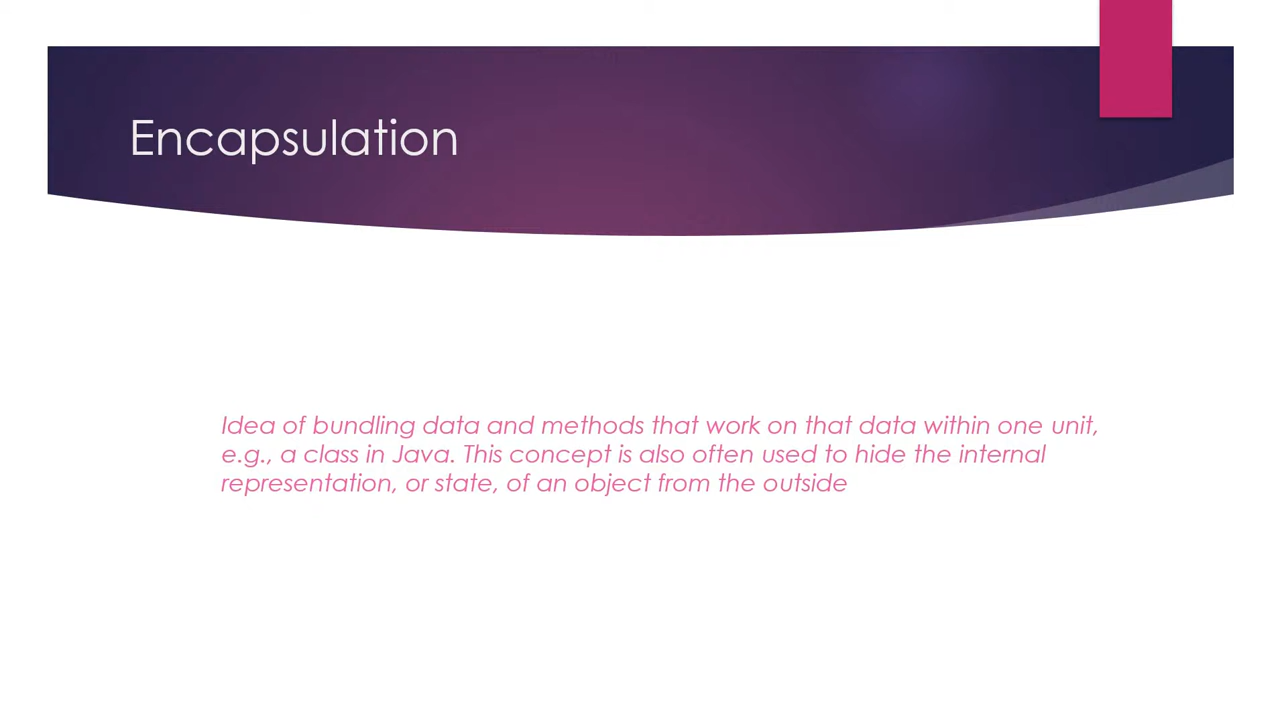 Encapsulation
Idea of bundling data and methods that work on that data within one unit,
e.g., a class in Java. This concept is also often used to hide the internal
representation, or state, of an object from the outside